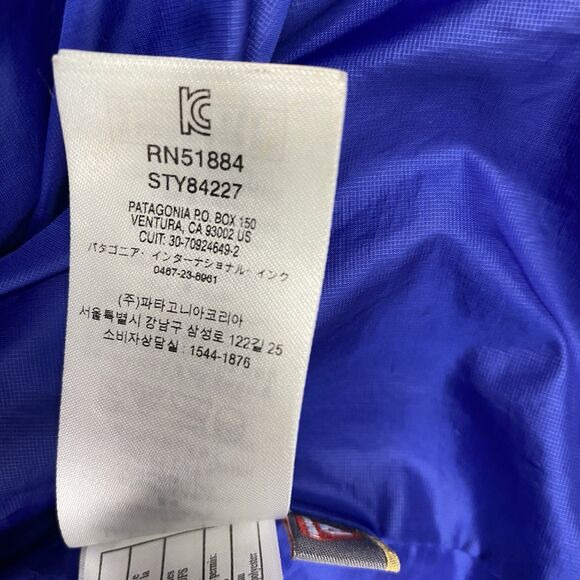 RN51884
STY84227
PATAGONIA P.O. BOX 150
VENTURA, CA 93002 US
CUIT: 30-70924649-2
パタゴニア・インターナショナル・インク
0467-23-8961
(주)파타고니아코리아
서울특별시 강남구 삼성로 122길 25
소비자상담실 : 1544-1876